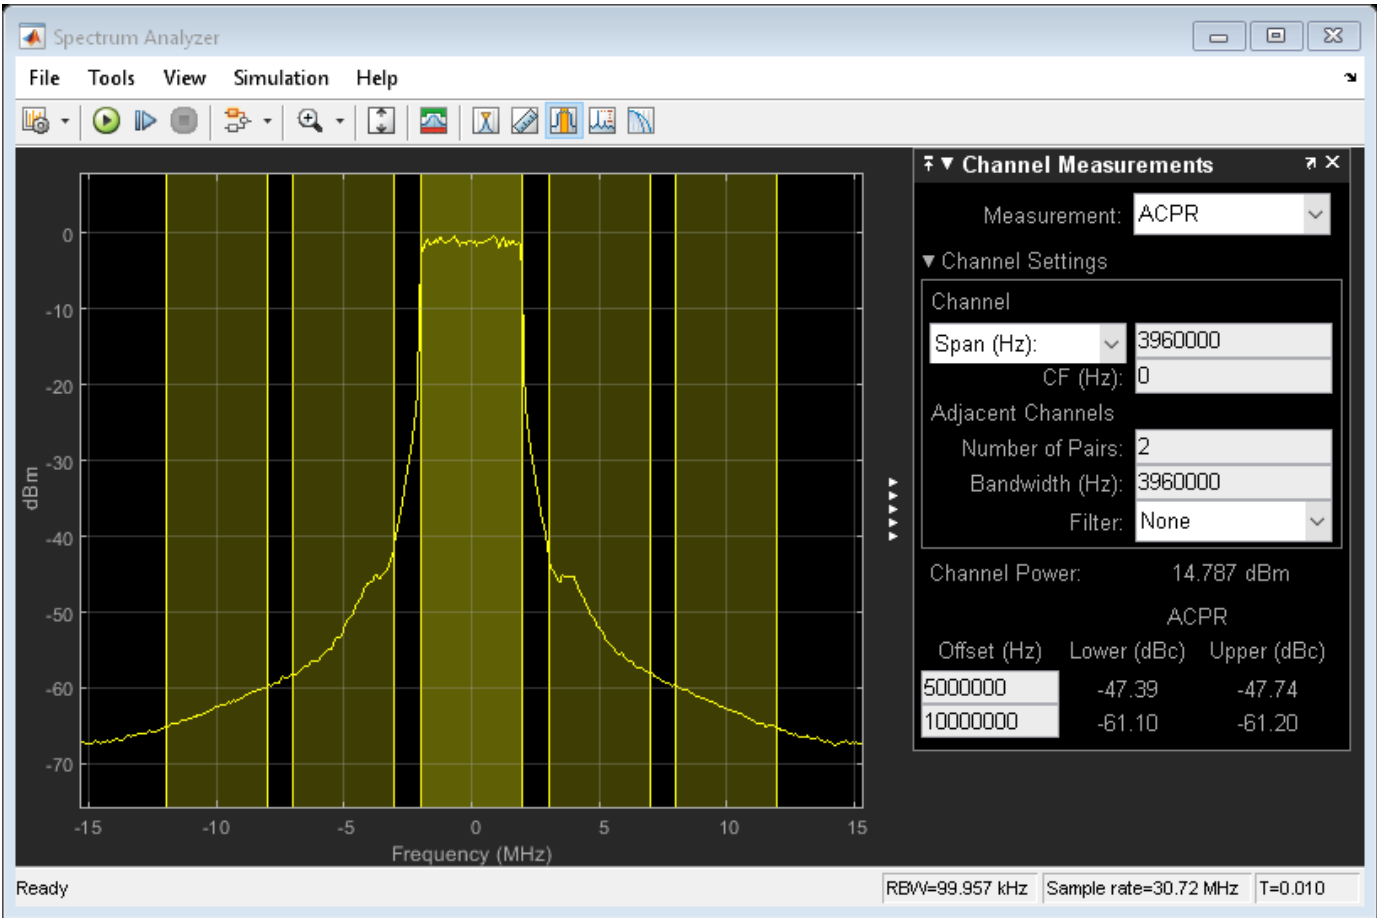 Spectrum Analyzer
File Tools View Simulation Help
Channel Measurements
Measurement: ACPR
Channel Settings
Channel
Span (Hz): 3960000
CF (Hz): 0
Adjacent Channels
Number of Pairs: 2
Bandwidth (Hz): 3960000
Filter: None
Channel Power: 14.787 dBm
ACPR
Offset (Hz) Lower (dBc) Upper (dBc)
5000000 -47.39 -47.74
10000000 -61.10 -61.20
0
-10
-20
-30
-40
-50
-60
-70
dBm
-15 -10 -5 0 5 10 15
Frequency (MHz)
Ready RBW=99.957 kHz Sample rate=30.72 MHz T=0.010